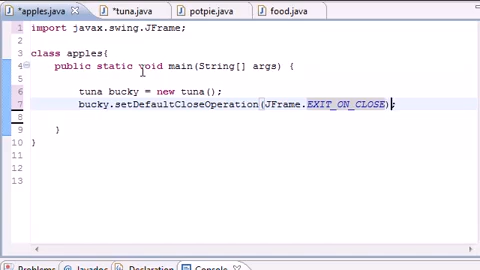 *apples.java *tuna.java potpie.java food.java
1 import javax.swing.JFrame;
2
3 class apples{
4 public static void main(String[] args) {
5
6 tuna bucky = new tuna();
7 bucky.setDefaultCloseOperation(JFrame.EXIT_ON_CLOSE);
8
9 }
10 }
11
12
13
Problems @ Javadoc Declaration Console